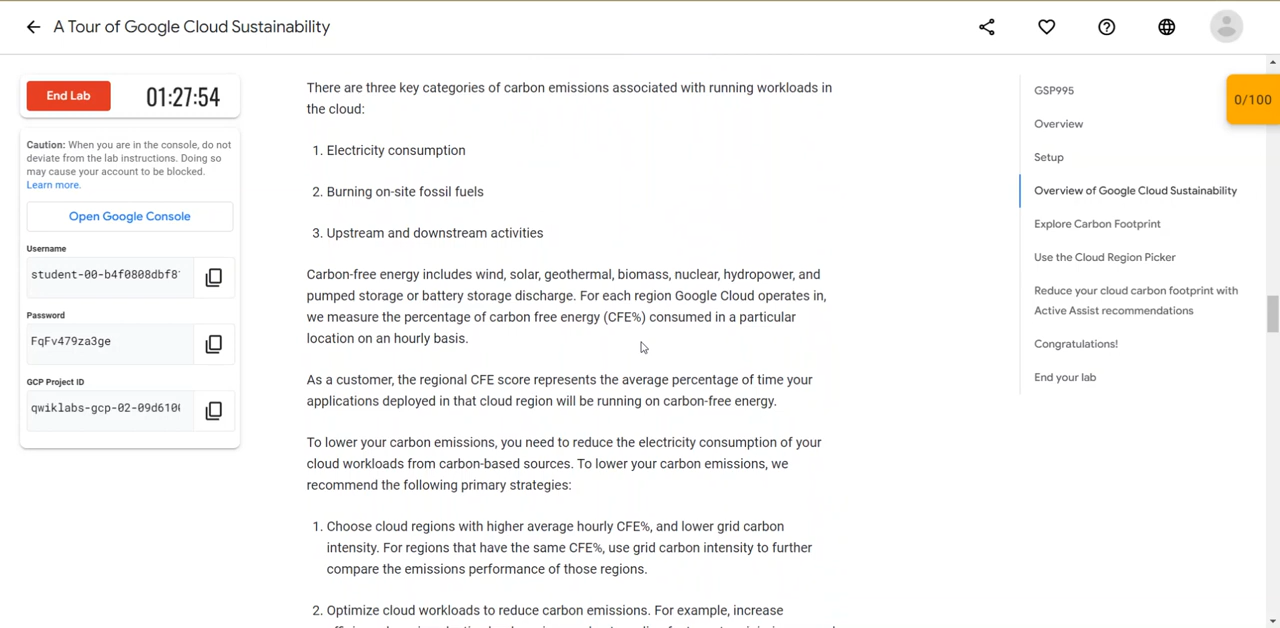 A Tour of Google Cloud Sustainability
End Lab
01:27:54
Caution: When you are in the console, do not
deviate from the lab instructions. Doing so
may cause your account to be blocked.
Learn more.
Open Google Console
Username
student-00-b4f0808dbf8
Password
FqFv479za3ge
GCP Project ID
qwiklabs-gcp-02-09d610
There are three key categories of carbon emissions associated with running workloads in
the cloud:
1. Electricity consumption
2. Burning on-site fossil fuels
3. Upstream and downstream activities
Carbon-free energy includes wind, solar, geothermal, biomass, nuclear, hydropower, and
pumped storage or battery storage discharge. For each region Google Cloud operates in,
we measure the percentage of carbon free energy (CFE%) consumed in a particular
location on an hourly basis.
As a customer, the regional CFE score represents the average percentage of time your
applications deployed in that cloud region will be running on carbon-free energy.
To lower your carbon emissions, you need to reduce the electricity consumption of your
cloud workloads from carbon-based sources. To lower your carbon emissions, we
recommend the following primary strategies:
1. Choose cloud regions with higher average hourly CFE%, and lower grid carbon
intensity. For regions that have the same CFE%, use grid carbon intensity to further
compare the emissions performance of those regions.
2. Optimize cloud workloads to reduce carbon emissions. For example, increase
GSP995
Overview
Setup
Overview of Google Cloud Sustainability
Explore Carbon Footprint
Use the Cloud Region Picker
Reduce your cloud carbon footprint with
Active Assist recommendations
Congratulations!
End your lab
0/100